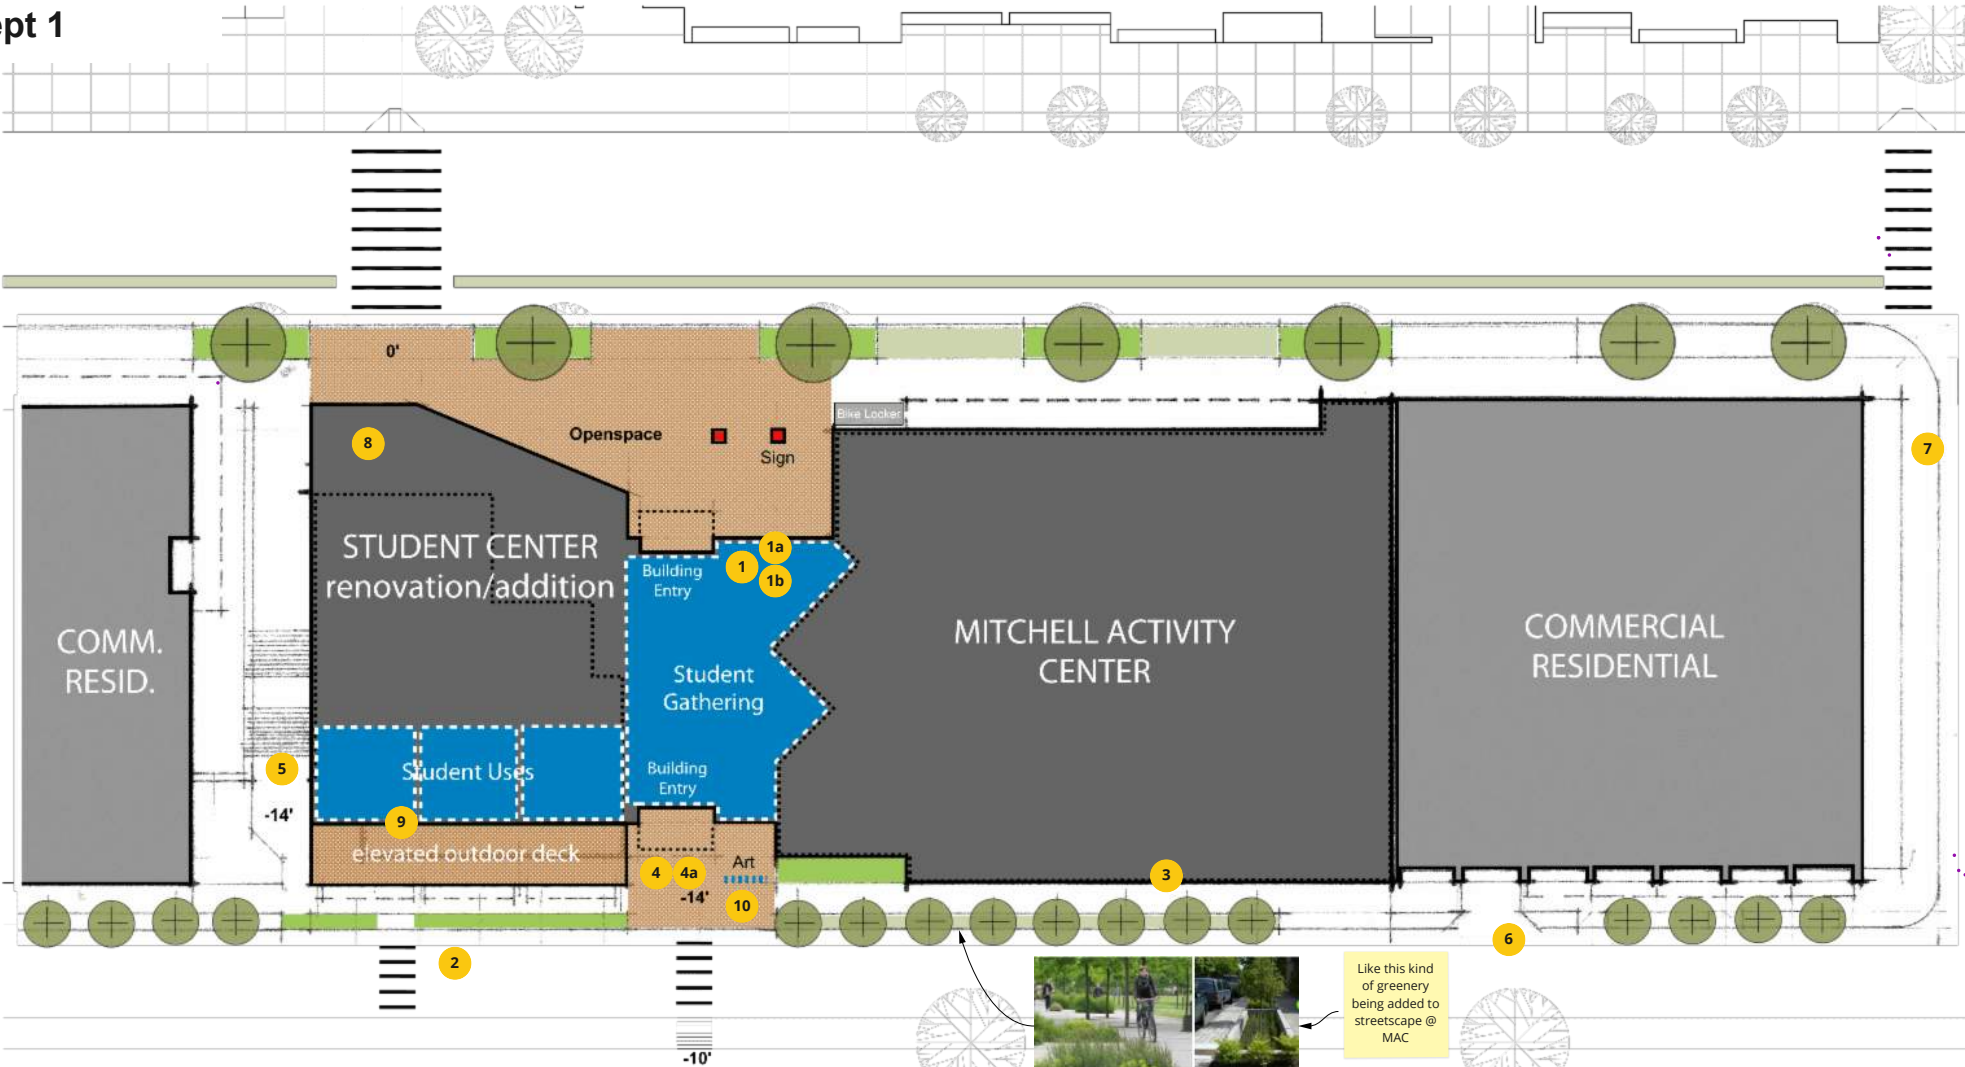 ept 1
0'
8
Openspace
Sign
Bike Locker
7
STUDENT CENTER
renovation/addition
Building
Entry
1
1a
1b
COMM.
RESID.
MITCHELL ACTIVITY
CENTER
COMMERCIAL
RESIDENTIAL
Student
Gathering
5
Student Uses
Building
Entry
-14'
9
elevated outdoor deck
4
4a
Art
-14'
10
3
2
6
Like this kind
of greenery
being added to
streetscape @
MAC
-10'